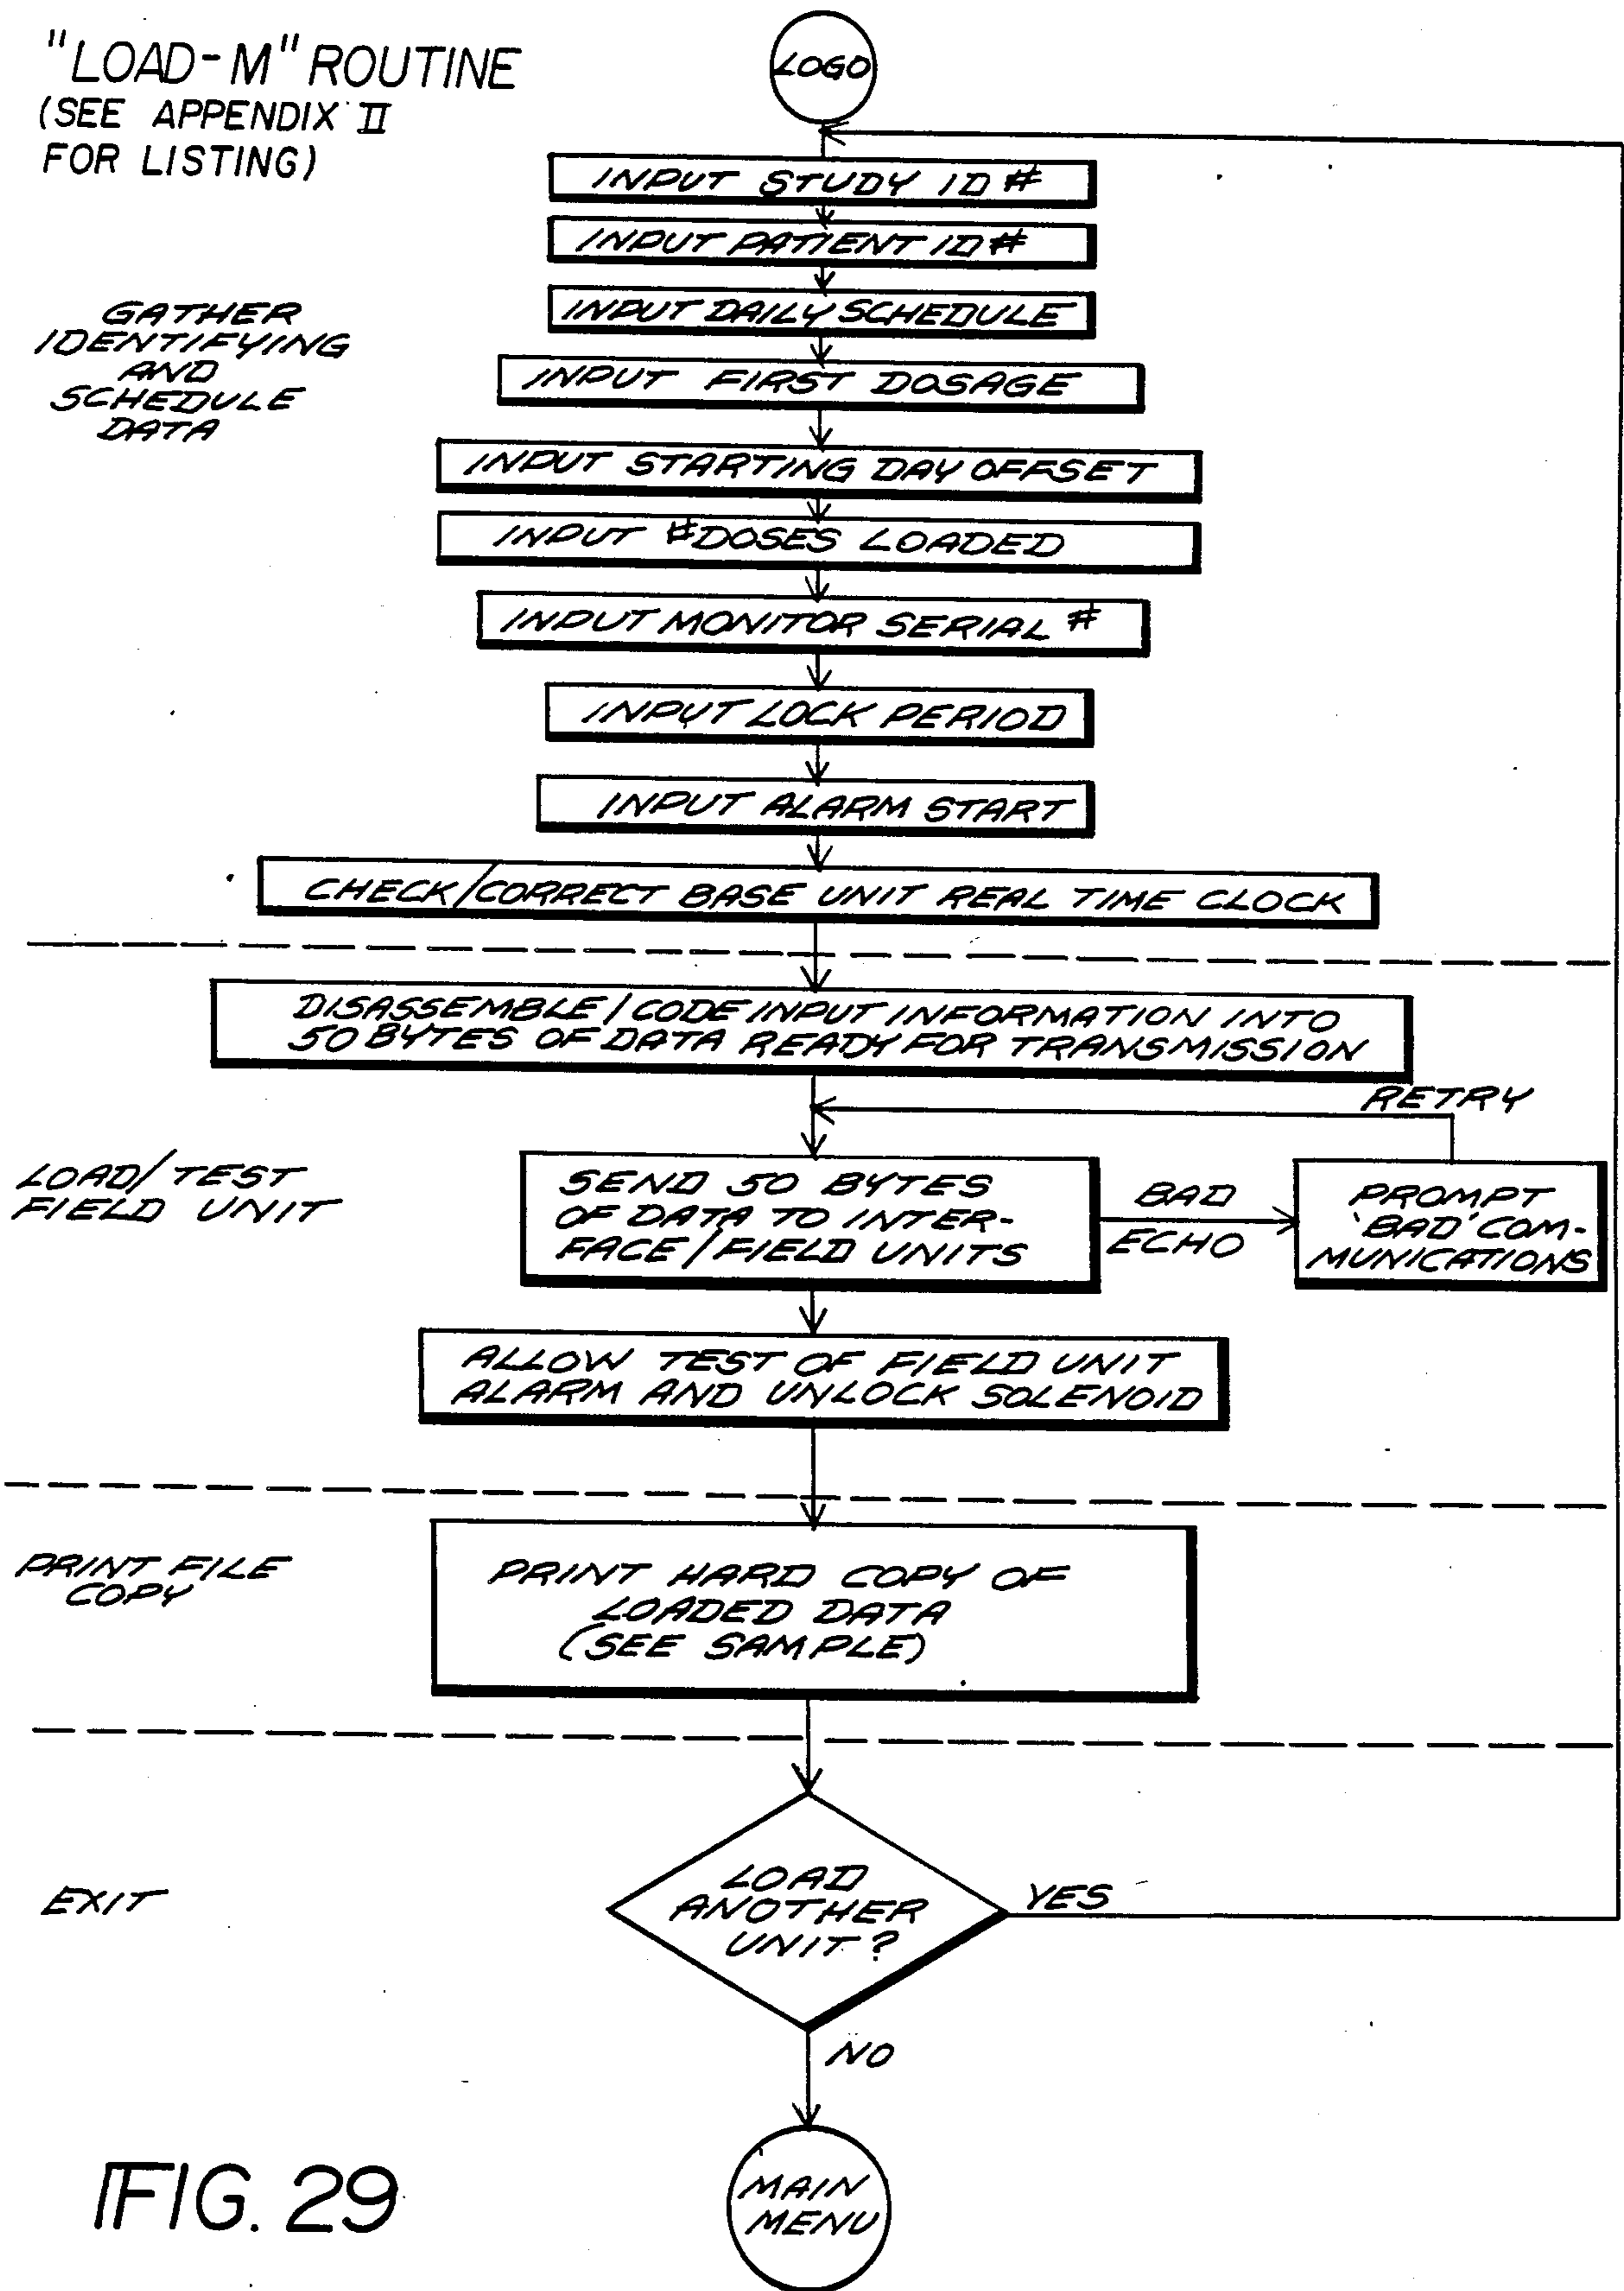 "LOAD-M" ROUTINE
(SEE APPENDIX II
FOR LISTING)
LOGO
INPUT STUDY ID #
INPUT PATIENT ID #
INPUT DAILY SCHEDULE
GATHER
IDENTIFYING
AND
SCHEDULE
DATA
INPUT FIRST DOSAGE
INPUT STARTING DAY OFFSET
INPUT #DOSES LOADED
INPUT MONITOR SERIAL #
INPUT LOCK PERIOD
INPUT ALARM START
CHECK/CORRECT BASE UNIT REAL TIME CLOCK
DISASSEMBLE/CODE INPUT INFORMATION INTO
50 BYTES OF DATA READY FOR TRANSMISSION
RETRY
LOAD/TEST
FIELD UNIT
SEND 50 BYTES
OF DATA TO INTER-
FACE/FIELD UNITS
BAD
ECHO
PROMPT
'BAD' COM-
MUNICATIONS
ALLOW TEST OF FIELD UNIT
ALARM AND UNLOCK SOLENOID
PRINT FILE
COPY
PRINT HARD COPY OF
LOADED DATA
(SEE SAMPLE)
EXIT
LOAD
ANOTHER
UNIT?
YES
NO
MAIN
MENU
FIG. 29